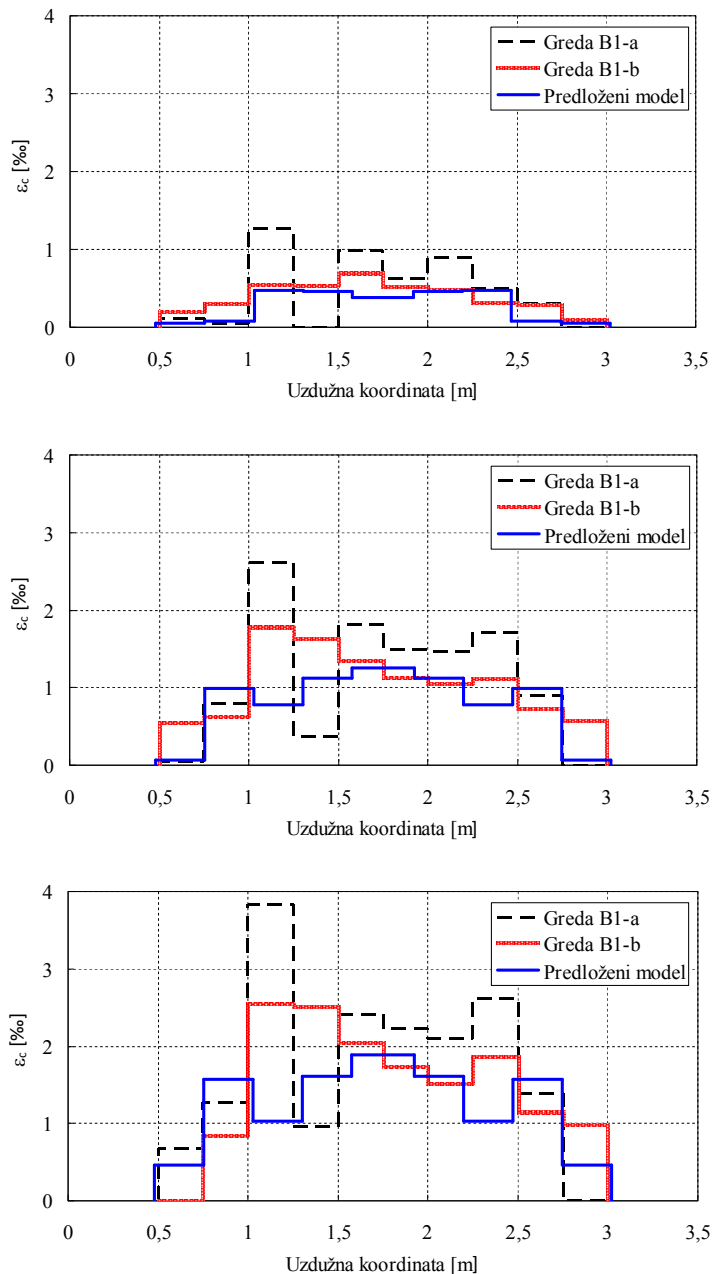 4
3
2
1
0
εc [‰]
Greda B1-a
Greda B1-b
Predloženi model
0 0,5 1 1,5 2 2,5 3 3,5
Uzdužna koordinata [m]
4
3
2
1
0
εc [‰]
Greda B1-a
Greda B1-b
Predloženi model
0 0,5 1 1,5 2 2,5 3 3,5
Uzdužna koordinata [m]
4
3
2
1
0
εc [‰]
Greda B1-a
Greda B1-b
Predloženi model
0 0,5 1 1,5 2 2,5 3 3,5
Uzdužna koordinata [m]